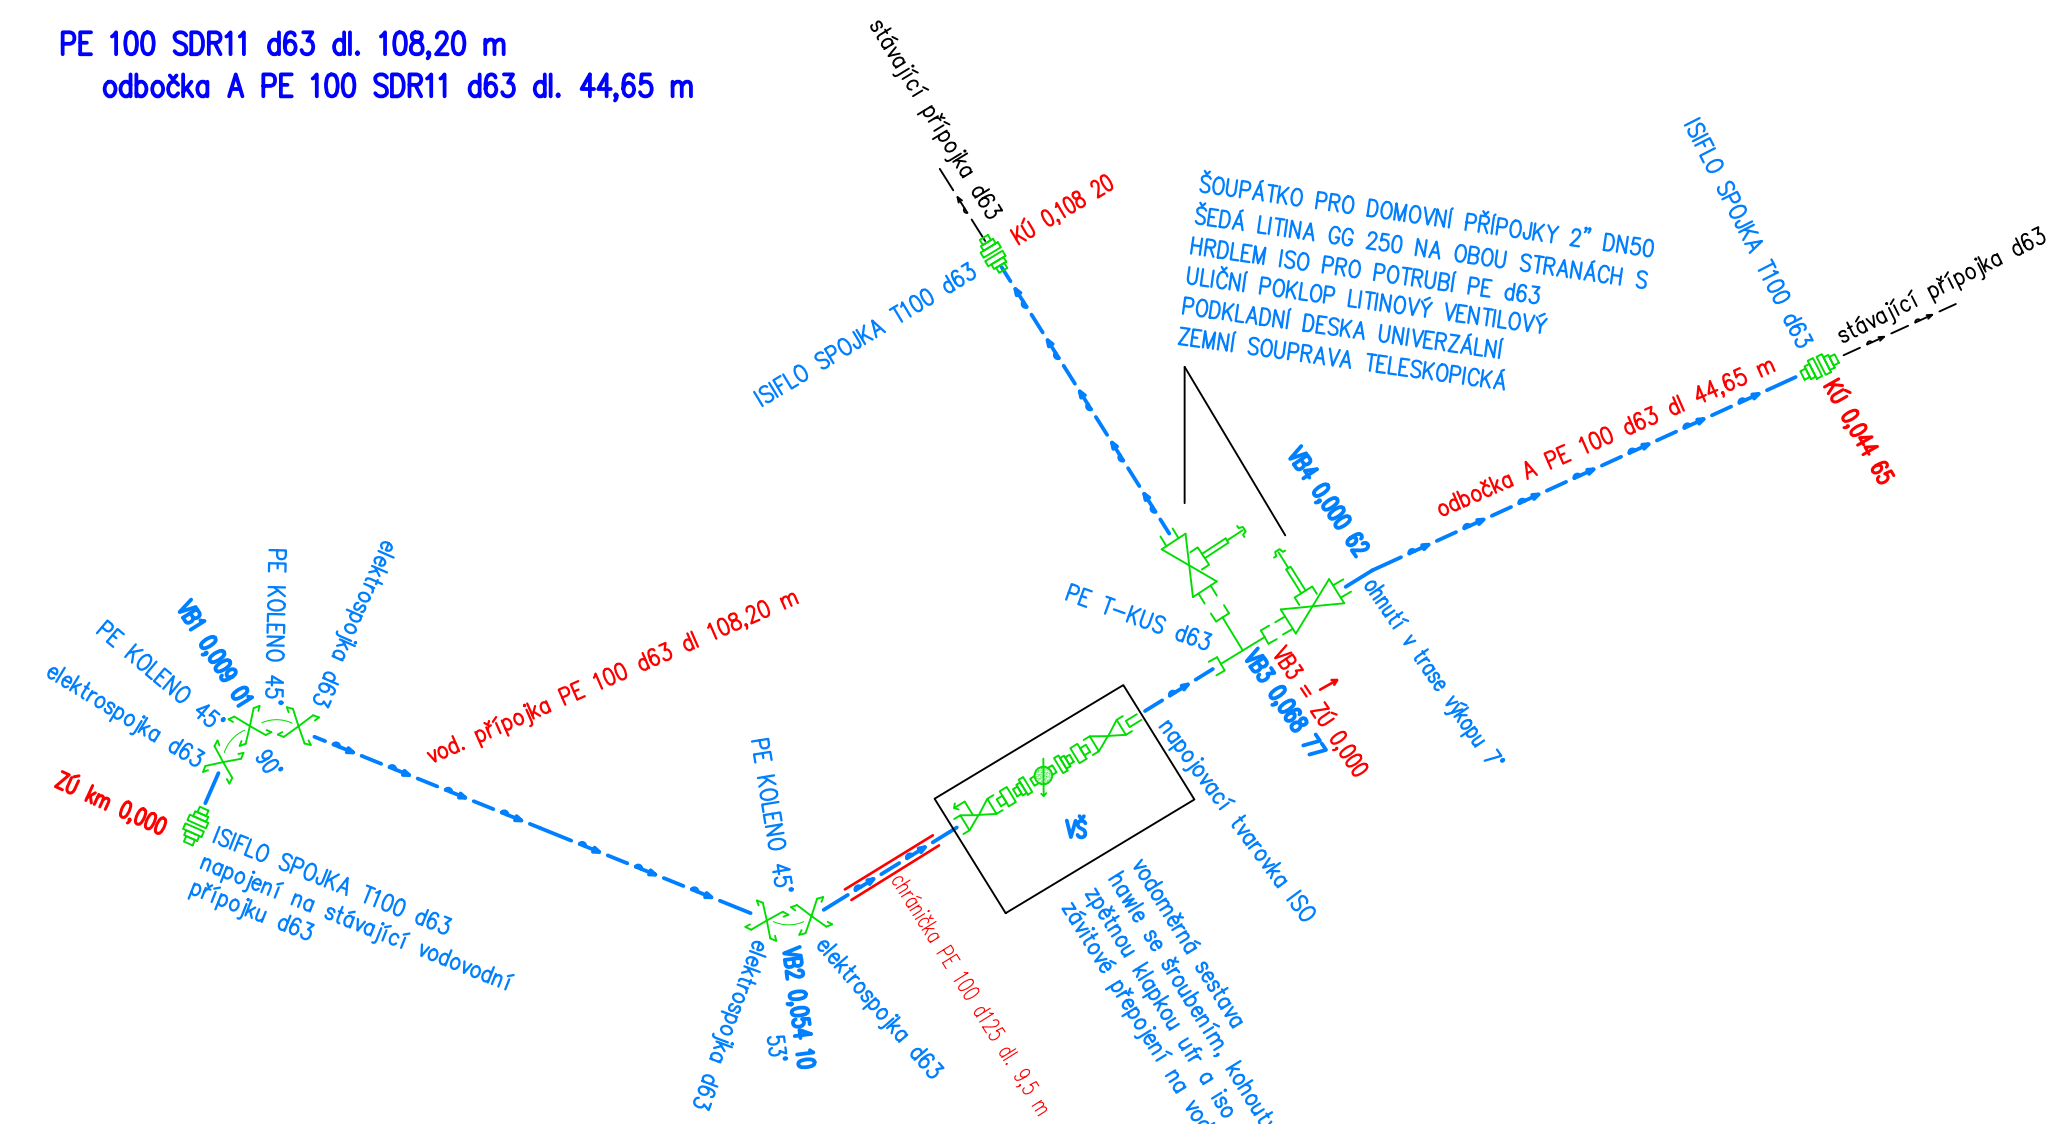 PE 100 SDR11 d63 dl. 108,20 m
odbočka A PE 100 SDR11 d63 dl. 44,65 m
stávající přípojka d63
KÚ 0,108 20
ISIFLO SPOJKA T100 d63
ŠOUPÁTKO PRO DOMOVNÍ PŘÍPOJKY 2" DN50
ŠEDÁ LITINA GG 250 NA OBOU STRANÁCH S
HRDLEM ISO PRO POTRUBÍ PE d63
ULIČNÍ POKLOP LITINOVÝ VENTILOVÝ
PODKLADNÍ DESKA UNIVERZÁLNÍ
ZEMNÍ SOUPRAVA TELESKOPICKÁ
ISIFLO SPOJKA T100 d63
stávající přípojka d63
KÚ 0,044 65
odbočka A PE 100 d63 dl 44,65 m
VB4 0,000 62
ohnutí v trase výkopu 7°
PE T-KUS d63
VB3 0,068 77
VB3 = ZÚ 0,000
elektrospojka d63
PE KOLENO 45°
VB1 0,009 01
PE KOLENO 45°
elektrospojka d63
90°
ZÚ km 0,000
ISIFLO SPOJKA T100 d63
napojení na stávající vodovodní
přípojku d63
vod. přípojka PE 100 d63 dl 108,20 m
PE KOLENO 45°
elektrospojka d63
VB2 0,054 10
53°
elektrospojka d63
chránička PE 100 d125 dl. 9,5 m
VŠ
napojovací tvarovka ISO
vodoměrná sestava
hawle se šroubením, kohouty
zpětnou klapkou ufr a iso
závitové přepojení na